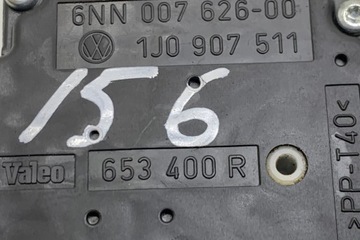 6NN 007 626-00
1J0 907 511
156
Valeo
653 400 R
>PP-T40<